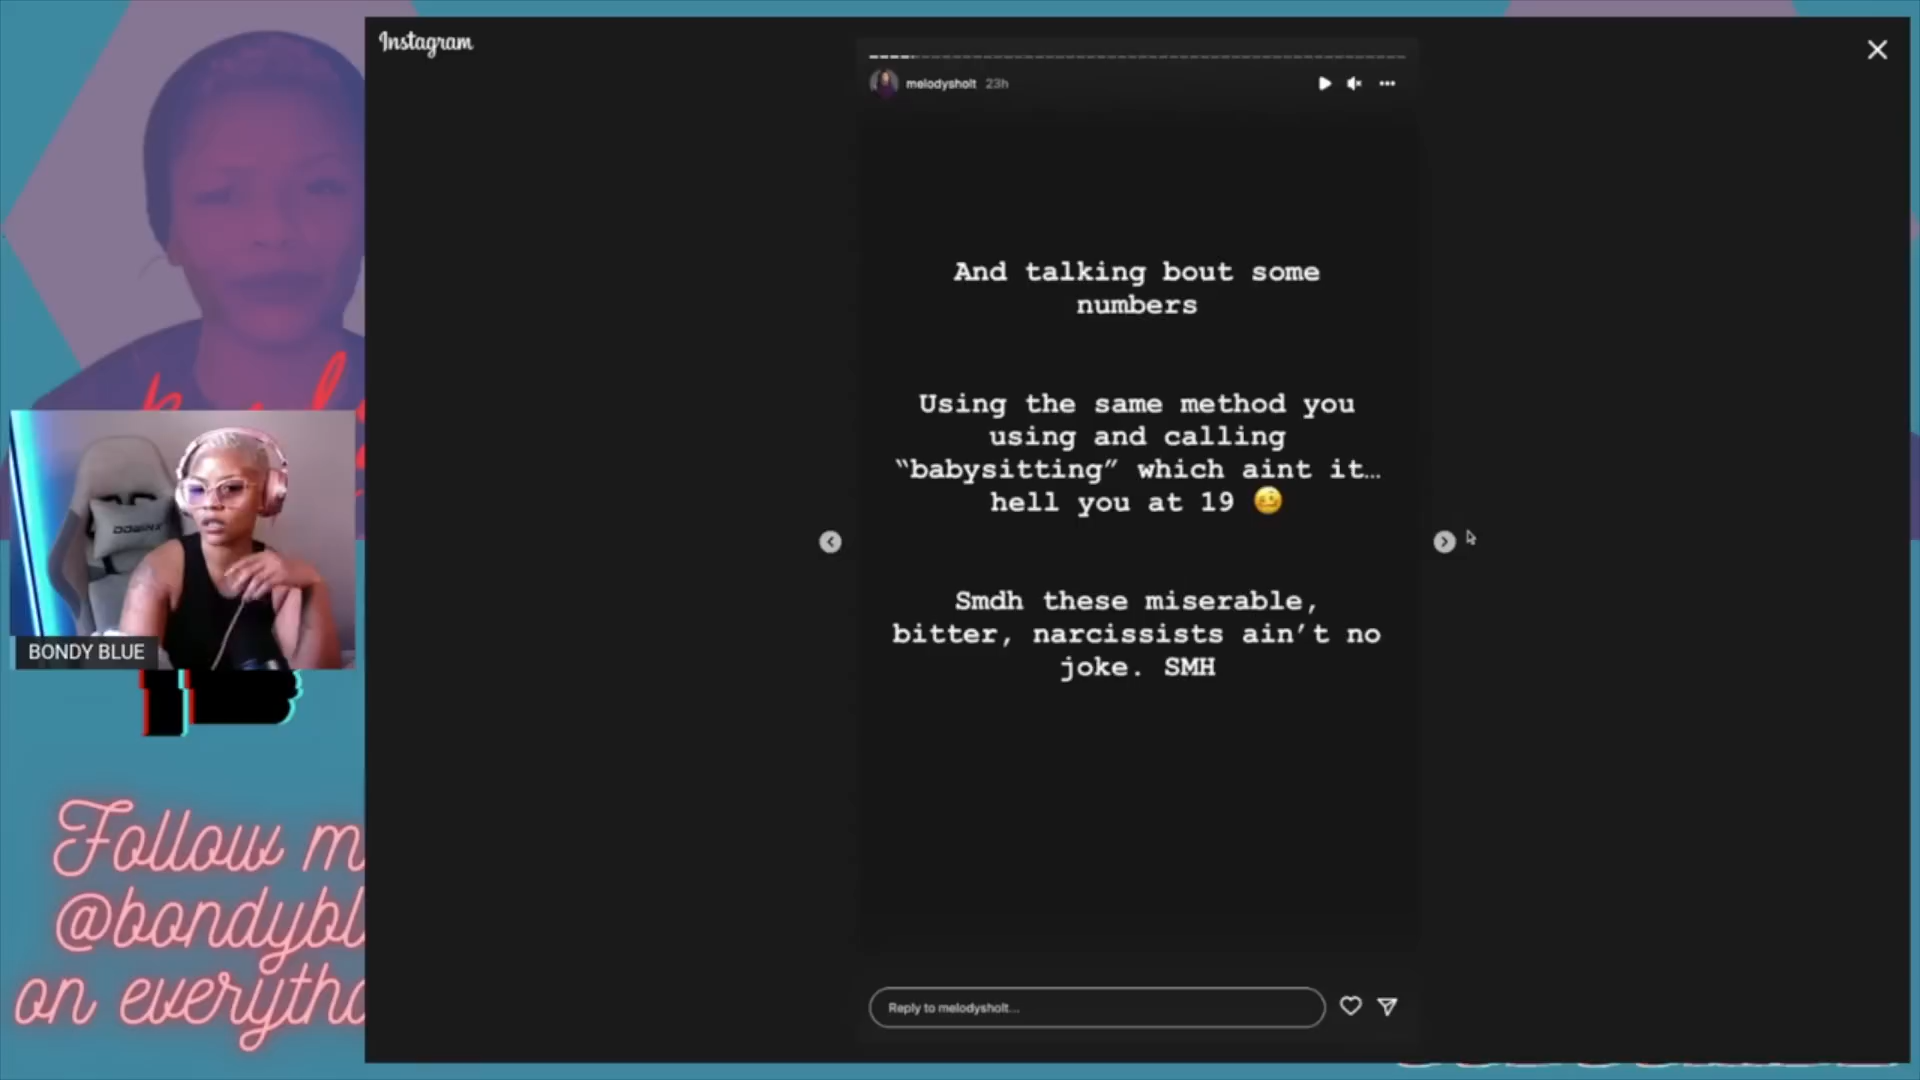 Instagram
melodysholt 23h
And talking bout some
numbers
Using the same method you
using and calling
“babysitting” which aint it…
hell you at 19 🥴
Smdh these miserable,
bitter, narcissists ain’t no
joke. SMH
Reply to melodysholt...
BONDY BLUE
Follow m
@bondybl
on everyth